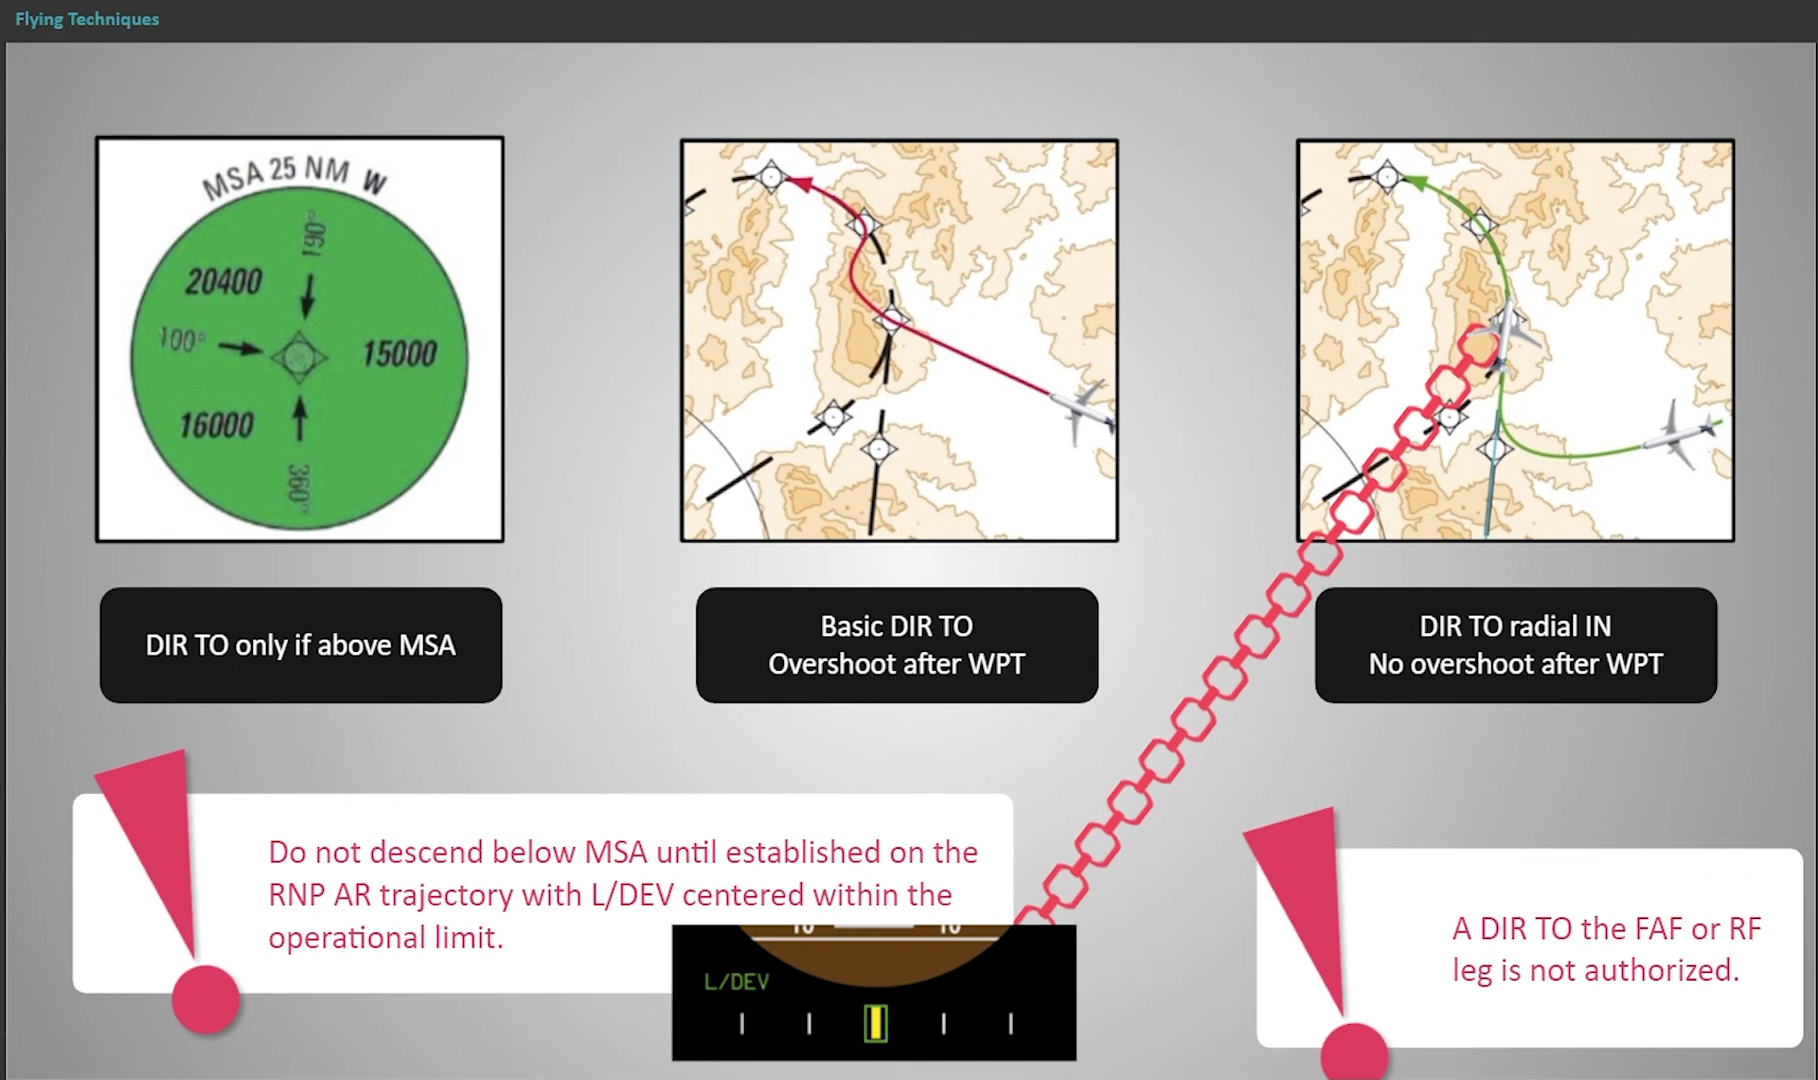 Flying Techniques
MSA 25 NM W
190°
20400
100°
15000
16000
360°
DIR TO only if above MSA
Basic DIR TO
Overshoot after WPT
DIR TO radial IN
No overshoot after WPT
Do not descend below MSA until established on the
RNP AR trajectory with L/DEV centered within the
operational limit.
10 10
L/DEV
A DIR TO the FAF or RF
leg is not authorized.